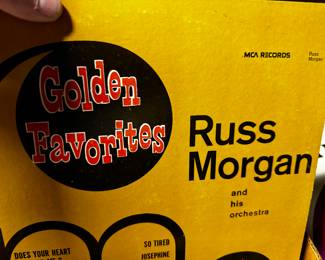 MCA RECORDS
Russ
Morgan
Golden
Favorites
Russ
Morgan
and
his
orchestra
DOES YOUR HEART
SO TIRED
JOSEPHINE